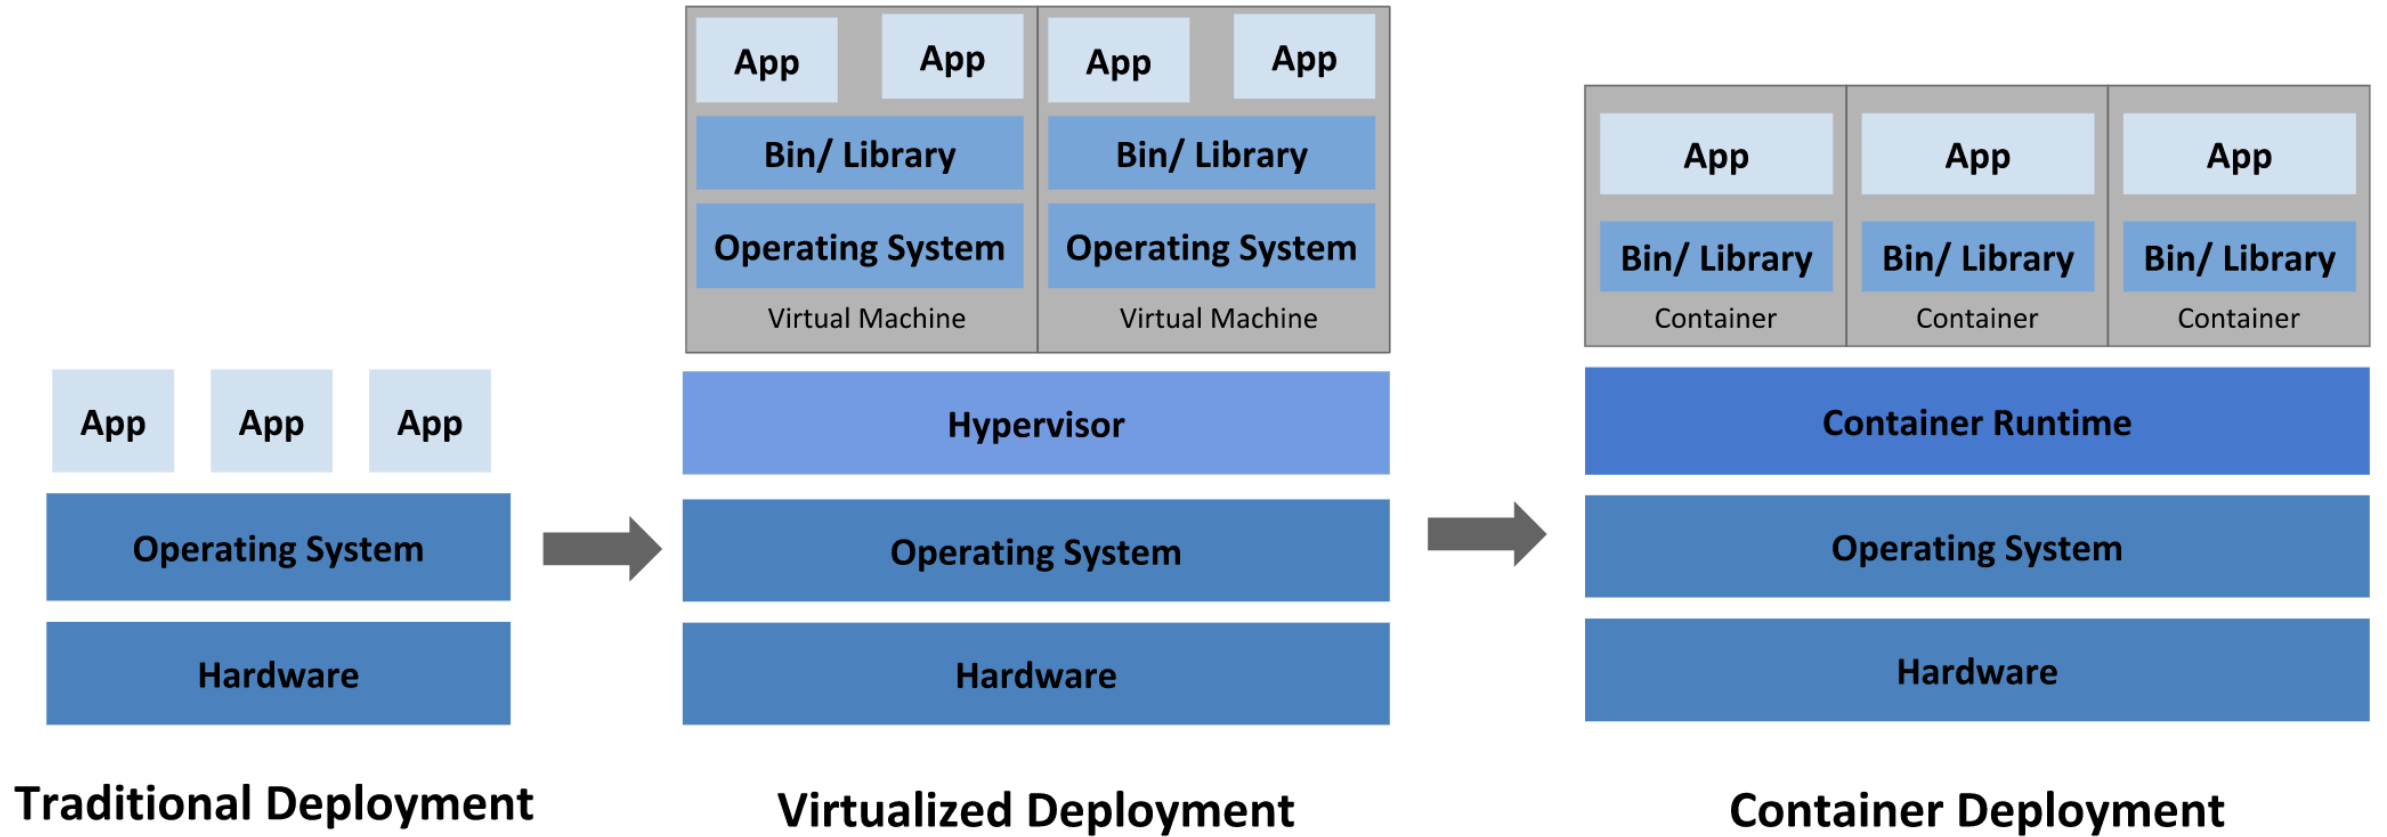 App App App
Operating System
Hardware
Traditional Deployment
App App App App
Bin/ Library Bin/ Library
Operating System Operating System
Virtual Machine Virtual Machine
Hypervisor
Operating System
Hardware
Virtualized Deployment
App App App
Bin/ Library Bin/ Library Bin/ Library
Container Container Container
Container Runtime
Operating System
Hardware
Container Deployment